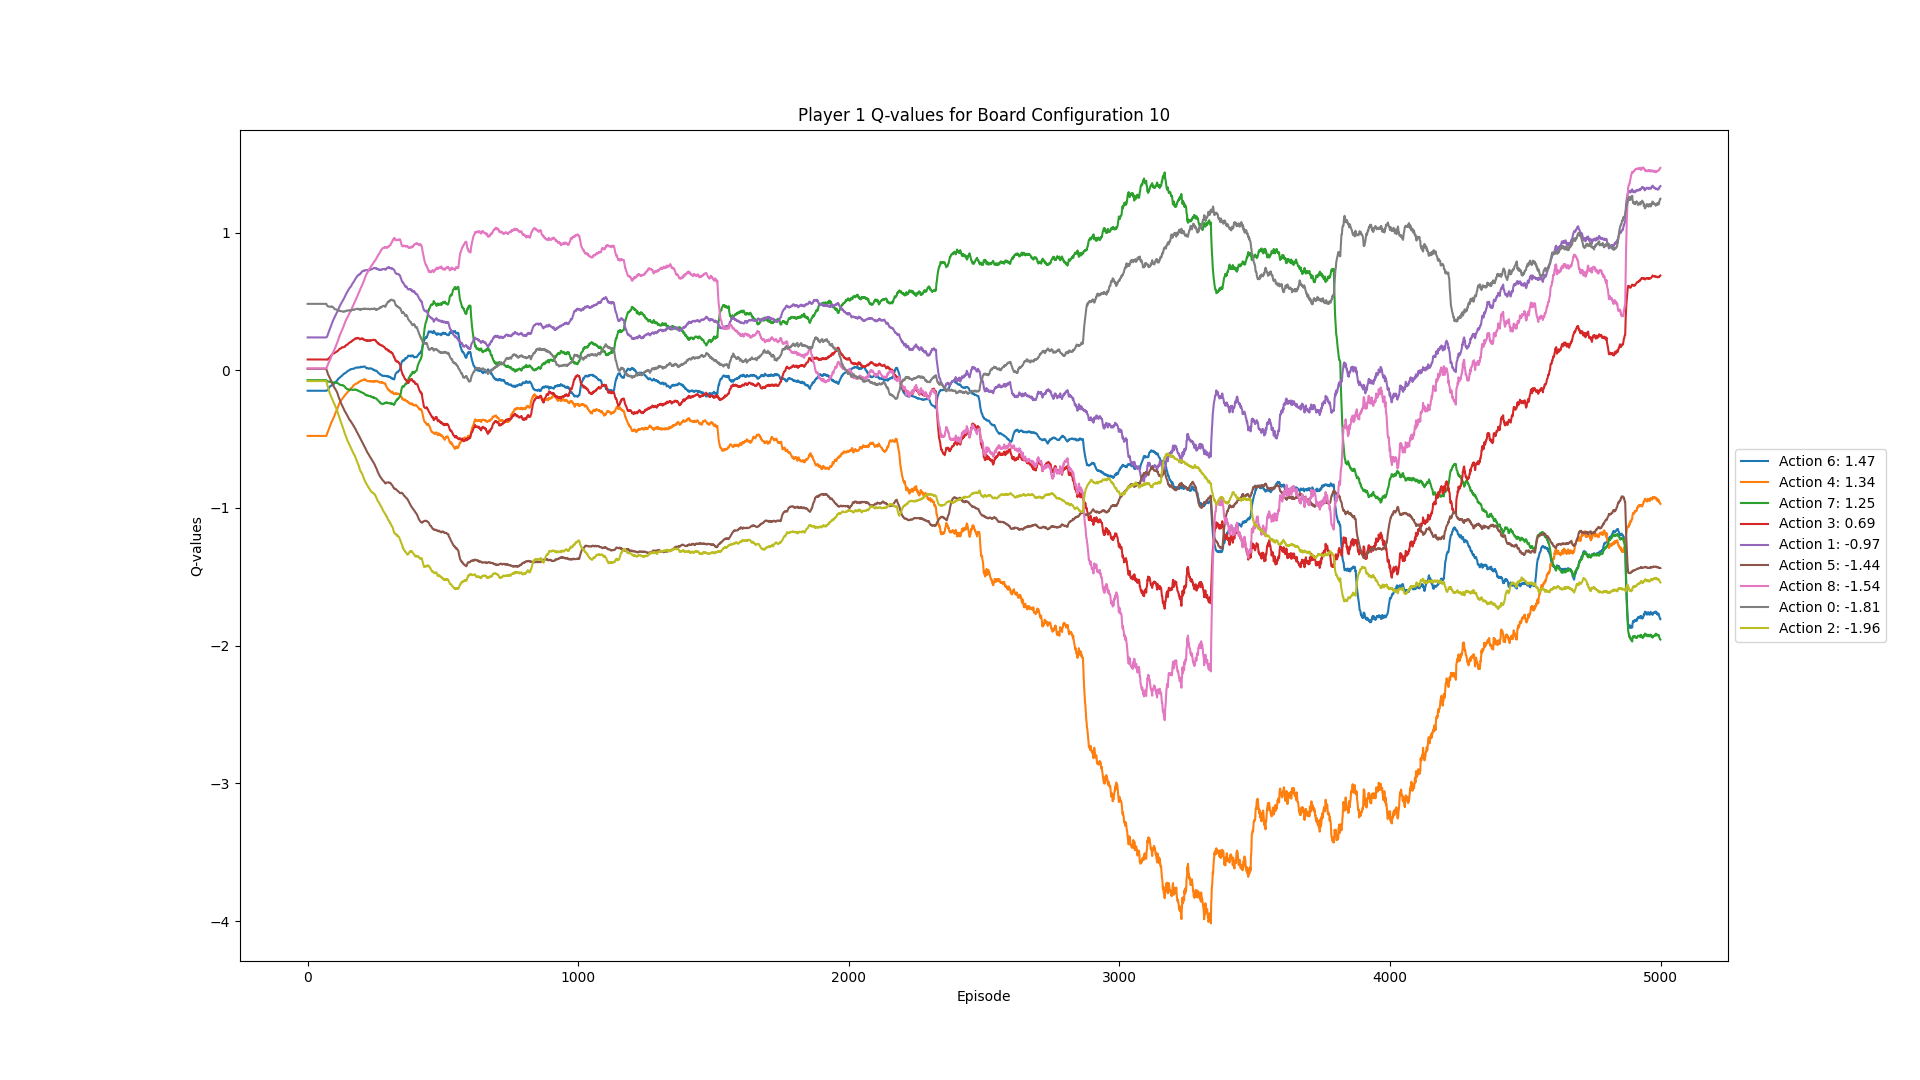 Player 1 Q-values for Board Configuration 10
1
0
−1
−2
−3
−4
Q-values
0 1000 2000 3000 4000 5000
Episode
Action 6: 1.47
Action 4: 1.34
Action 7: 1.25
Action 3: 0.69
Action 1: -0.97
Action 5: -1.44
Action 8: -1.54
Action 0: -1.81
Action 2: -1.96